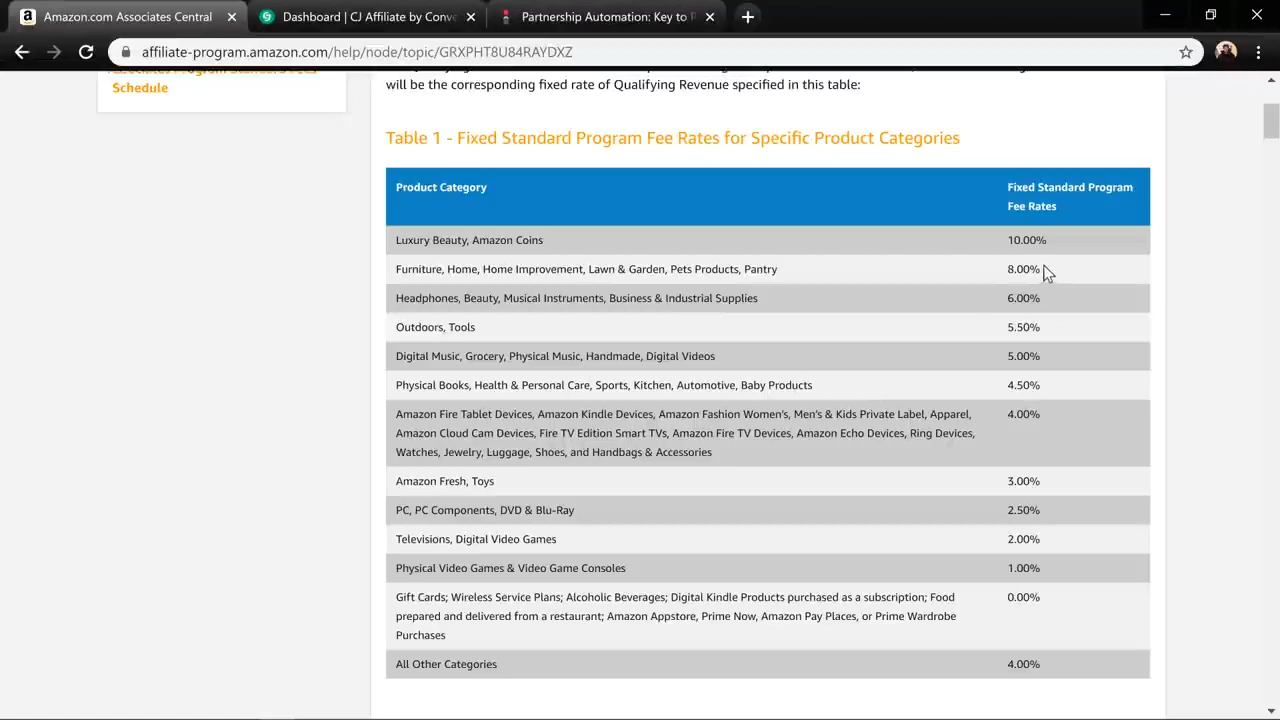 Amazon.com Associates Central
Dashboard | CJ Affiliate by Conve
Partnership Automation: Key to
affiliate-program.amazon.com/help/node/topic/GRXPHT8U84RAYDXZ
Schedule
will be the corresponding fixed rate of Qualifying Revenue specified in this table:
Table 1 - Fixed Standard Program Fee Rates for Specific Product Categories
Product Category
Fixed Standard Program
Fee Rates
Luxury Beauty, Amazon Coins
10.00%
Furniture, Home, Home Improvement, Lawn & Garden, Pets Products, Pantry
8.00%
Headphones, Beauty, Musical Instruments, Business & Industrial Supplies
6.00%
Outdoors, Tools
5.50%
Digital Music, Grocery, Physical Music, Handmade, Digital Videos
5.00%
Physical Books, Health & Personal Care, Sports, Kitchen, Automotive, Baby Products
4.50%
Amazon Fire Tablet Devices, Amazon Kindle Devices, Amazon Fashion Women's, Men's & Kids Private Label, Apparel,
4.00%
Amazon Cloud Cam Devices, Fire TV Edition Smart TVs, Amazon Fire TV Devices, Amazon Echo Devices, Ring Devices,
Watches, Jewelry, Luggage, Shoes, and Handbags & Accessories
Amazon Fresh, Toys
3.00%
PC, PC Components, DVD & Blu-Ray
2.50%
Televisions, Digital Video Games
2.00%
Physical Video Games & Video Game Consoles
1.00%
Gift Cards; Wireless Service Plans; Alcoholic Beverages; Digital Kindle Products purchased as a subscription; Food
0.00%
prepared and delivered from a restaurant; Amazon Appstore, Prime Now, Amazon Pay Places, or Prime Wardrobe
Purchases
All Other Categories
4.00%